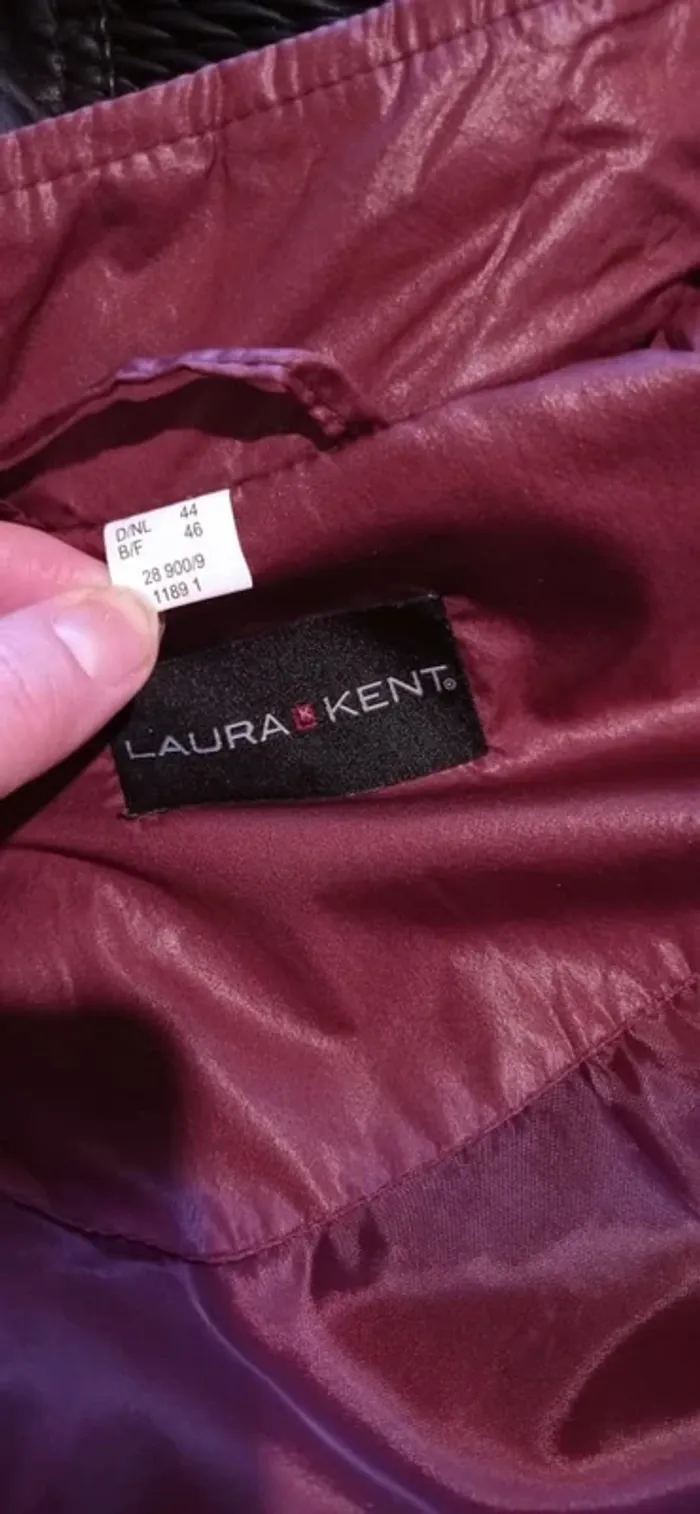 D/NL 44
B/F 46
28 900/9
1189 1
LAURA K KENT®